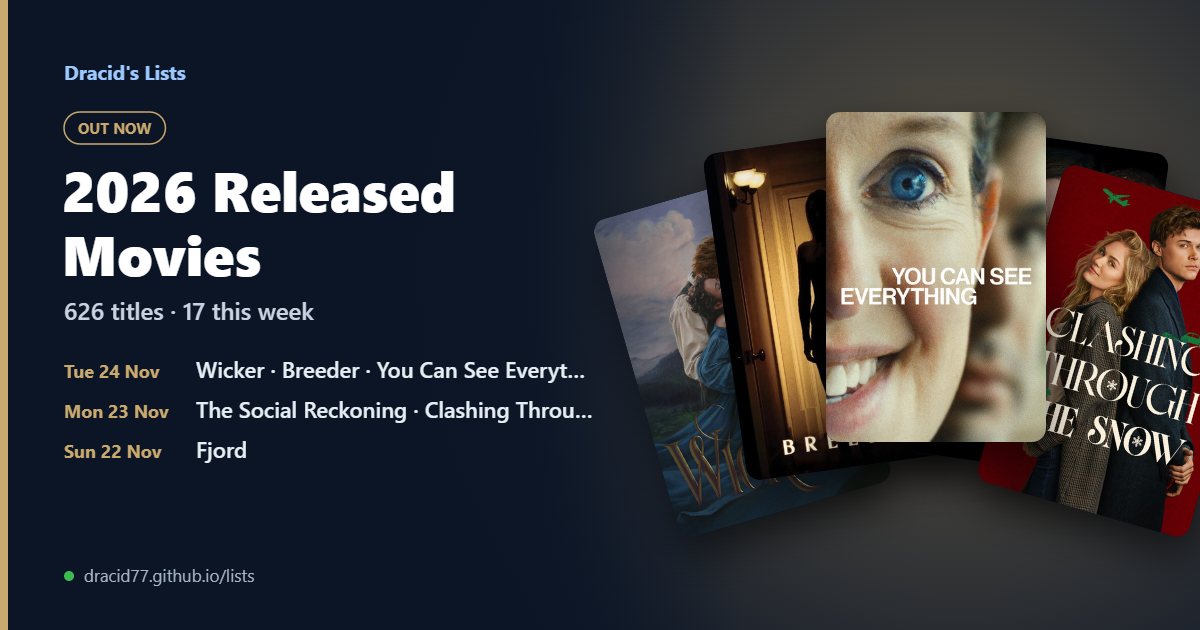 Dracid's Lists
OUT NOW
2026 Released
Movies
626 titles · 17 this week
Tue 24 Nov Wicker · Breeder · You Can See Everyt...
Mon 23 Nov The Social Reckoning · Clashing Throu...
Sun 22 Nov Fjord
dracid77.github.io/lists
YOU CAN SEE
EVERYTHING
CLASHING
THROUGH
THE SNOW